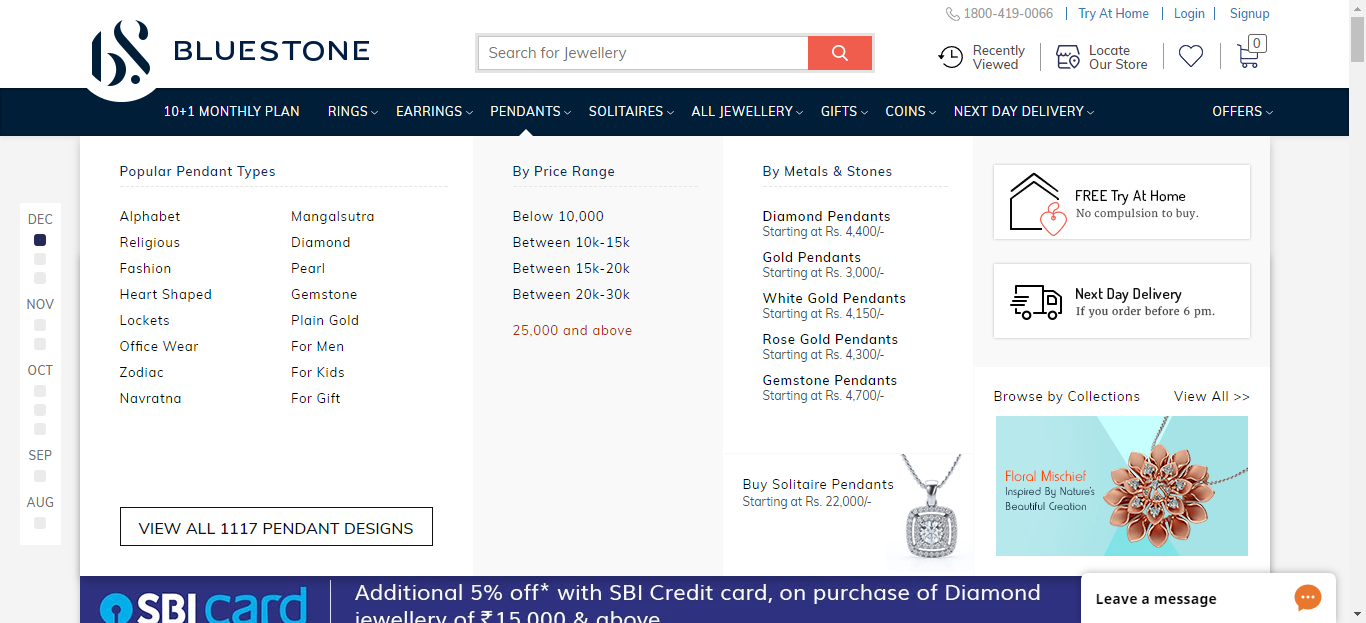 1800-419-0066 Try At Home Login Signup
BLUESTONE
Search for Jewellery
Recently
Viewed
Locate
Our Store
0
10+1 MONTHLY PLAN RINGS EARRINGS PENDANTS SOLITAIRES ALL JEWELLERY GIFTS COINS NEXT DAY DELIVERY OFFERS
DEC
NOV
OCT
SEP
AUG
Popular Pendant Types
Alphabet
Religious
Fashion
Heart Shaped
Lockets
Office Wear
Zodiac
Navratna
Mangalsutra
Diamond
Pearl
Gemstone
Plain Gold
For Men
For Kids
For Gift
VIEW ALL 1117 PENDANT DESIGNS
By Price Range
Below 10,000
Between 10k-15k
Between 15k-20k
Between 20k-30k
25,000 and above
By Metals & Stones
Diamond Pendants
Starting at Rs. 4,400/-
Gold Pendants
Starting at Rs. 3,000/-
White Gold Pendants
Starting at Rs. 4,150/-
Rose Gold Pendants
Starting at Rs. 4,300/-
Gemstone Pendants
Starting at Rs. 4,700/-
Buy Solitaire Pendants
Starting at Rs. 22,000/-
FREE Try At Home
No compulsion to buy.
Next Day Delivery
If you order before 6 pm.
Browse by Collections View All >>
Floral Mischief
Inspired By Nature's
Beautiful Creation
SBI card
Additional 5% off* with SBI Credit card, on purchase of Diamond
jewellery of ₹15,000 & above
Leave a message